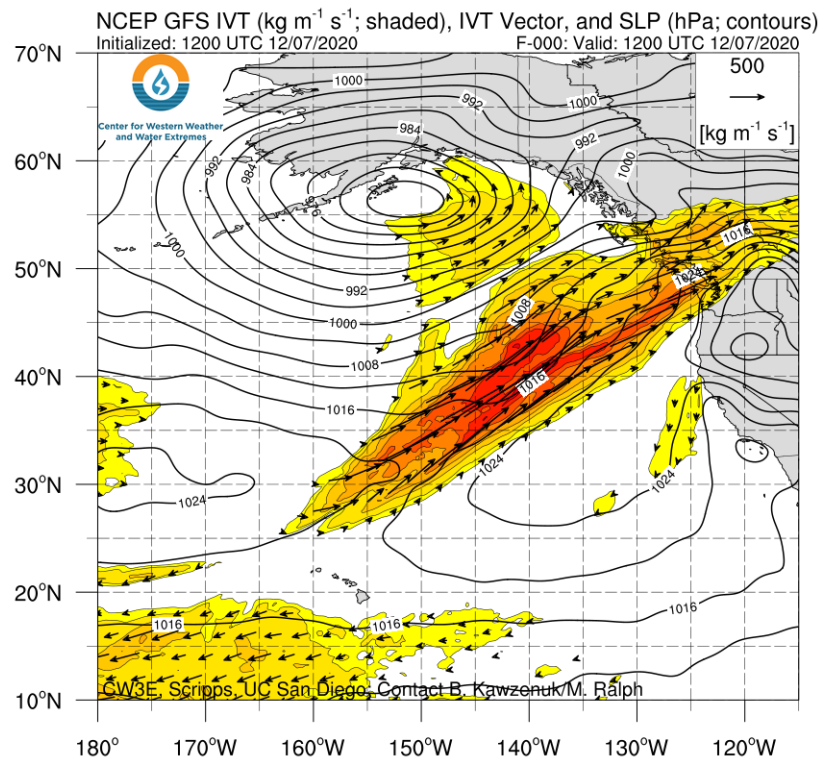 NCEP GFS IVT (kg m⁻¹ s⁻¹; shaded), IVT Vector, and SLP (hPa; contours)
Initialized: 1200 UTC 12/07/2020 F-000: Valid: 1200 UTC 12/07/2020
70°N
Center for Western Weather
and Water Extremes
500
[kg m⁻¹ s⁻¹]
1000
992
1000
984
992
60°N
992
984
1000
976
1000
1016
50°N
1024
992
1008
1000
1008
40°N
1016
1016
1024
1024
30°N
1024
20°N
1016
1016
1016
10°N
CW3E, Scripps, UC San Diego, Contact B. Kawzenuk/M. Ralph
180° 170°W 160°W 150°W 140°W 130°W 120°W